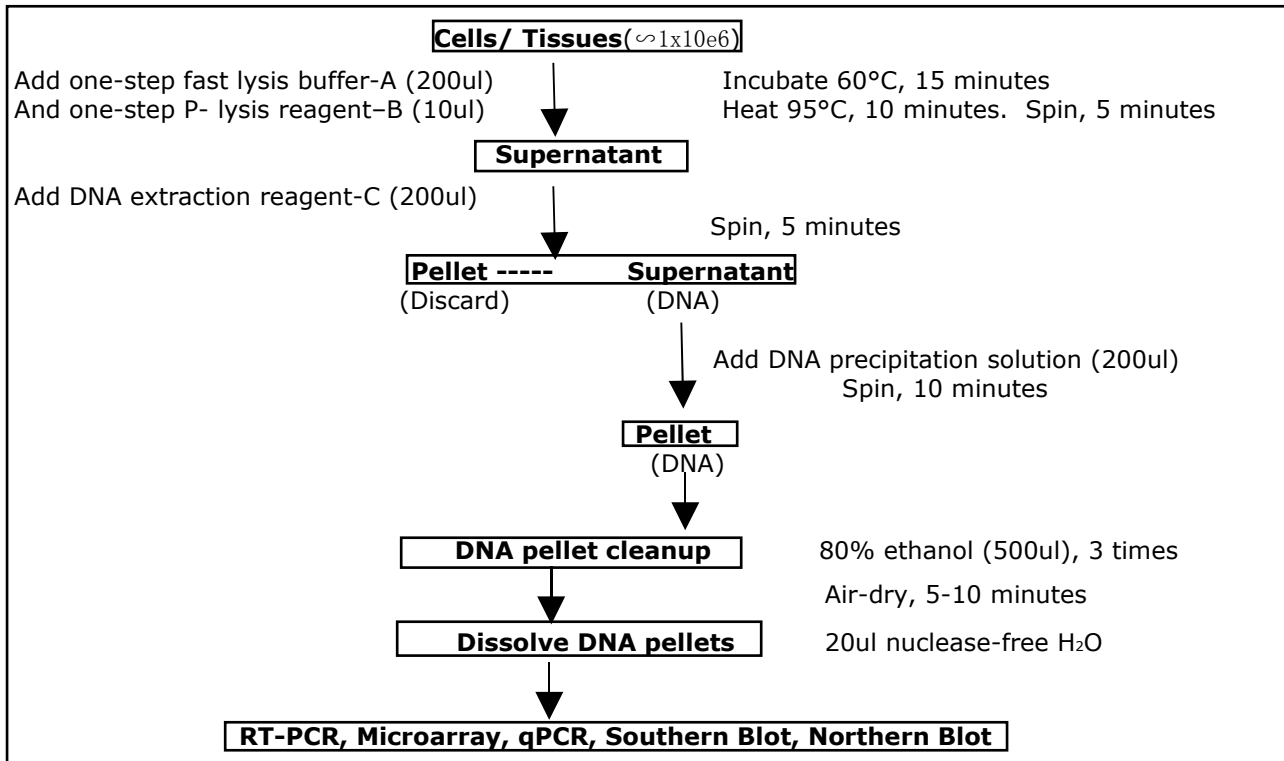 Cells/ Tissues(∽1x10e6)
Add one-step fast lysis buffer-A (200ul)
Incubate 60°C, 15 minutes
And one-step P- lysis reagent–B (10ul)
Heat 95°C, 10 minutes. Spin, 5 minutes
Supernatant
Add DNA extraction reagent-C (200ul)
Spin, 5 minutes
Pellet ----- Supernatant
(Discard) (DNA)
Add DNA precipitation solution (200ul)
Spin, 10 minutes
Pellet
(DNA)
DNA pellet cleanup
80% ethanol (500ul), 3 times
Air-dry, 5-10 minutes
Dissolve DNA pellets
20ul nuclease-free H₂O
RT-PCR, Microarray, qPCR, Southern Blot, Northern Blot